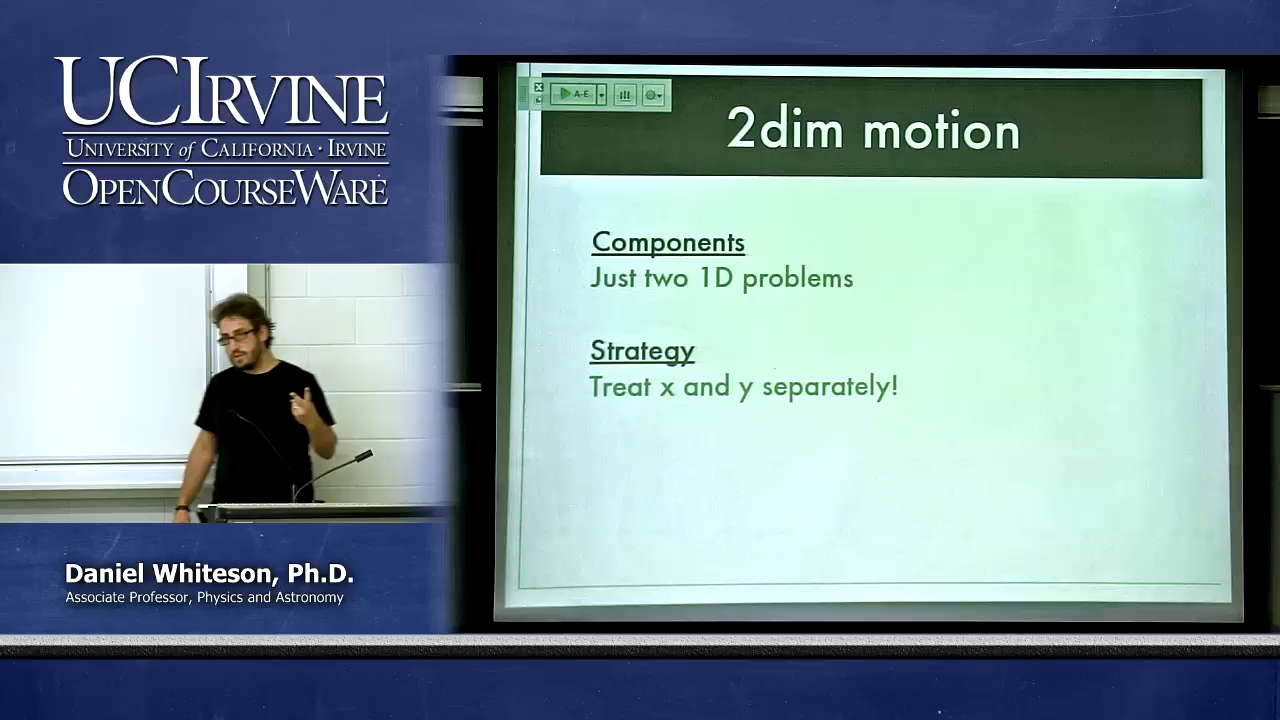 UCIRVINE
UNIVERSITY of CALIFORNIA · IRVINE
OPENCOURSEWARE
A-E
2dim motion
Components
Just two 1D problems
Strategy
Treat x and y separately!
Daniel Whiteson, Ph.D.
Associate Professor, Physics and Astronomy